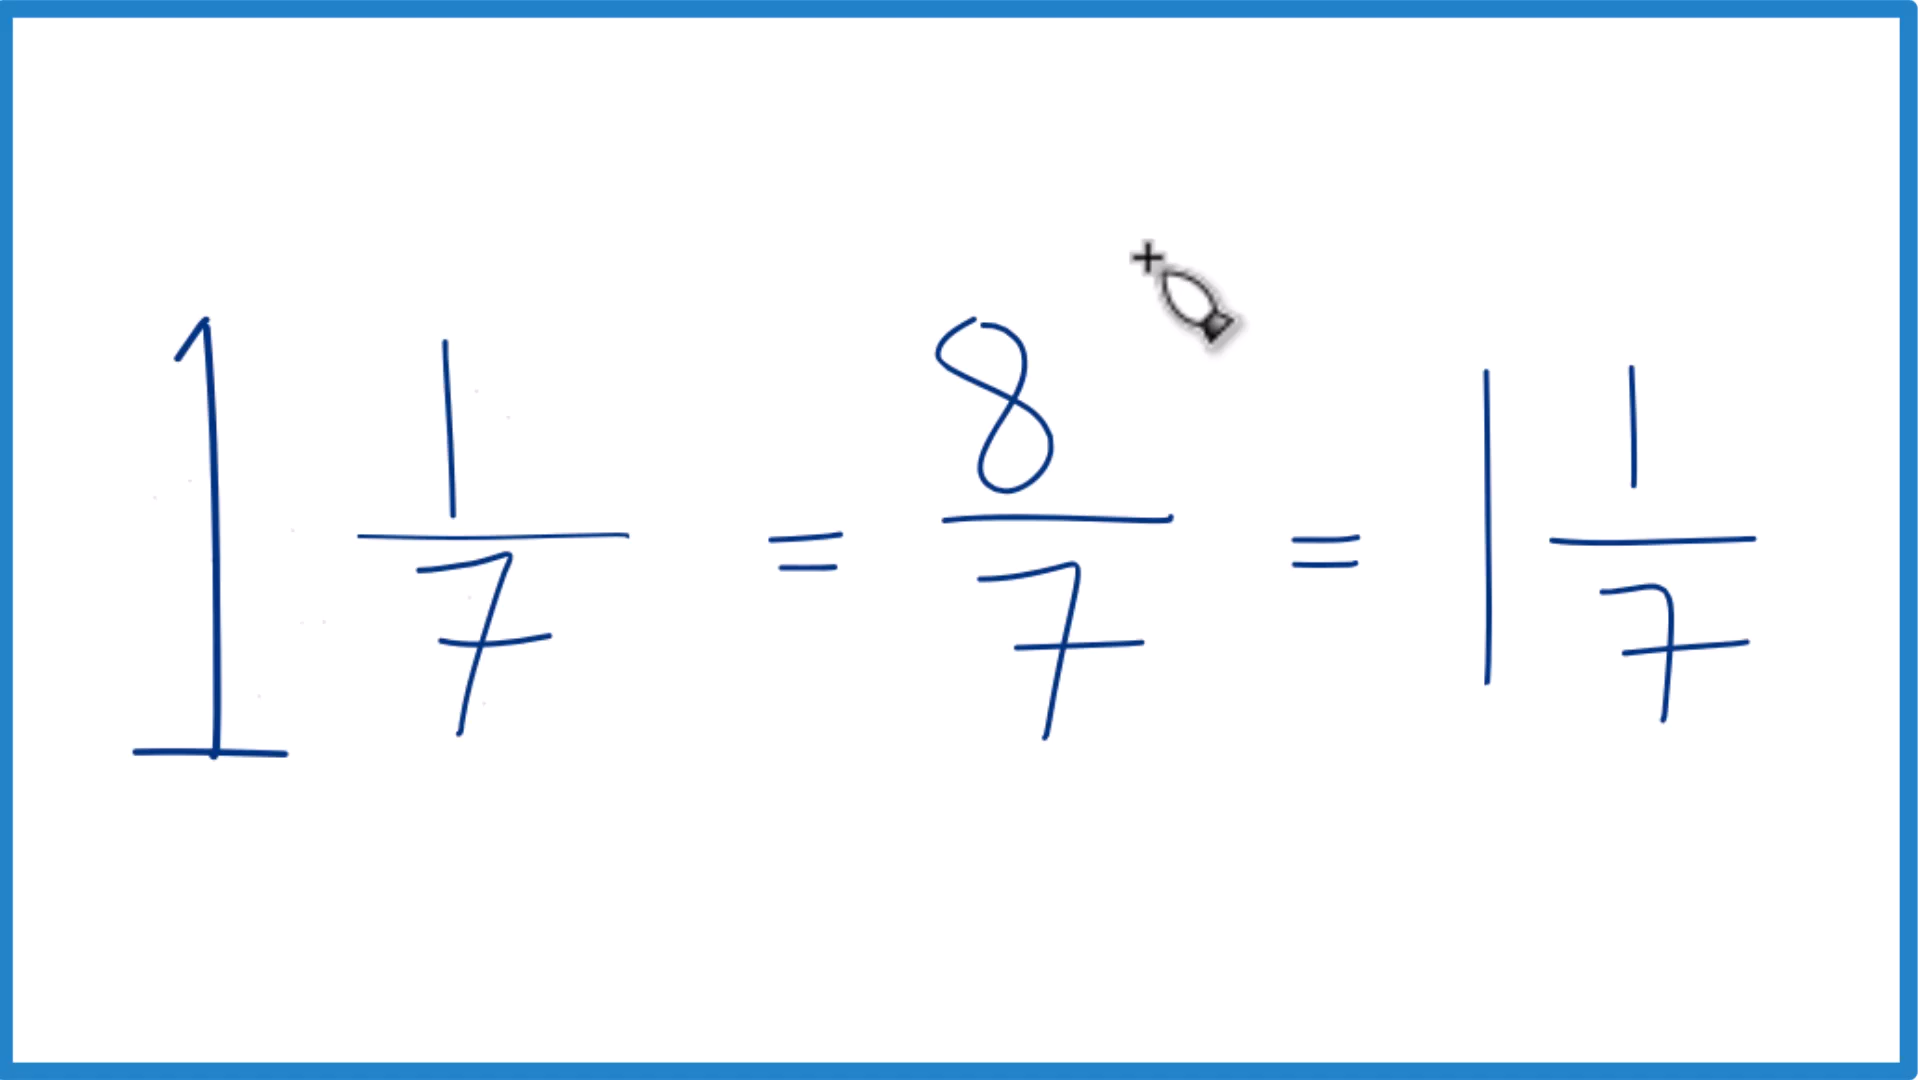 1 1/7 = 8/7 = 1 1/7